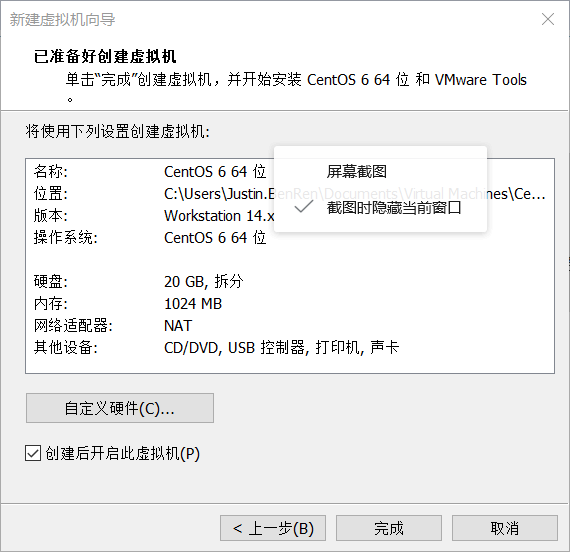 新建虚拟机向导
已准备好创建虚拟机
单击“完成”创建虚拟机，并开始安装 CentOS 6 64 位 和 VMware Tools
。
将使用下列设置创建虚拟机:
名称: CentOS 6 64 位
屏幕截图
位置: C:\Users\Justin.BenRen\Documents\Virtual Machines\Ce...
截图时隐藏当前窗口
版本: Workstation 14.x
操作系统: CentOS 6 64 位
硬盘: 20 GB, 拆分
内存: 1024 MB
网络适配器: NAT
其他设备: CD/DVD, USB 控制器, 打印机, 声卡
自定义硬件(C)...
创建后开启此虚拟机(P)
< 上一步(B) 完成 取消